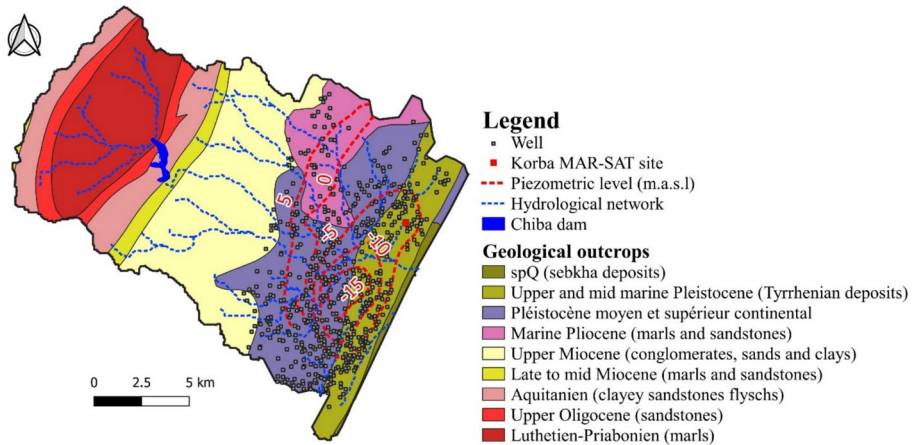 Legend
Well
Korba MAR-SAT site
Piezometric level (m.a.s.l)
Hydrological network
Chiba dam
Geological outcrops
spQ (sebkha deposits)
Upper and mid marine Pleistocene (Tyrrhenian deposits)
Pléistocène moyen et supérieur continental
Marine Pliocene (marls and sandstones)
Upper Miocene (conglomerates, sands and clays)
Late to mid Miocene (marls and sandstones)
Aquitanien (clayey sandstones flyschs)
Upper Oligocene (sandstones)
Luthetien-Priabonien (marls)
5
0
-5
-10
-15
0 2.5 5 km